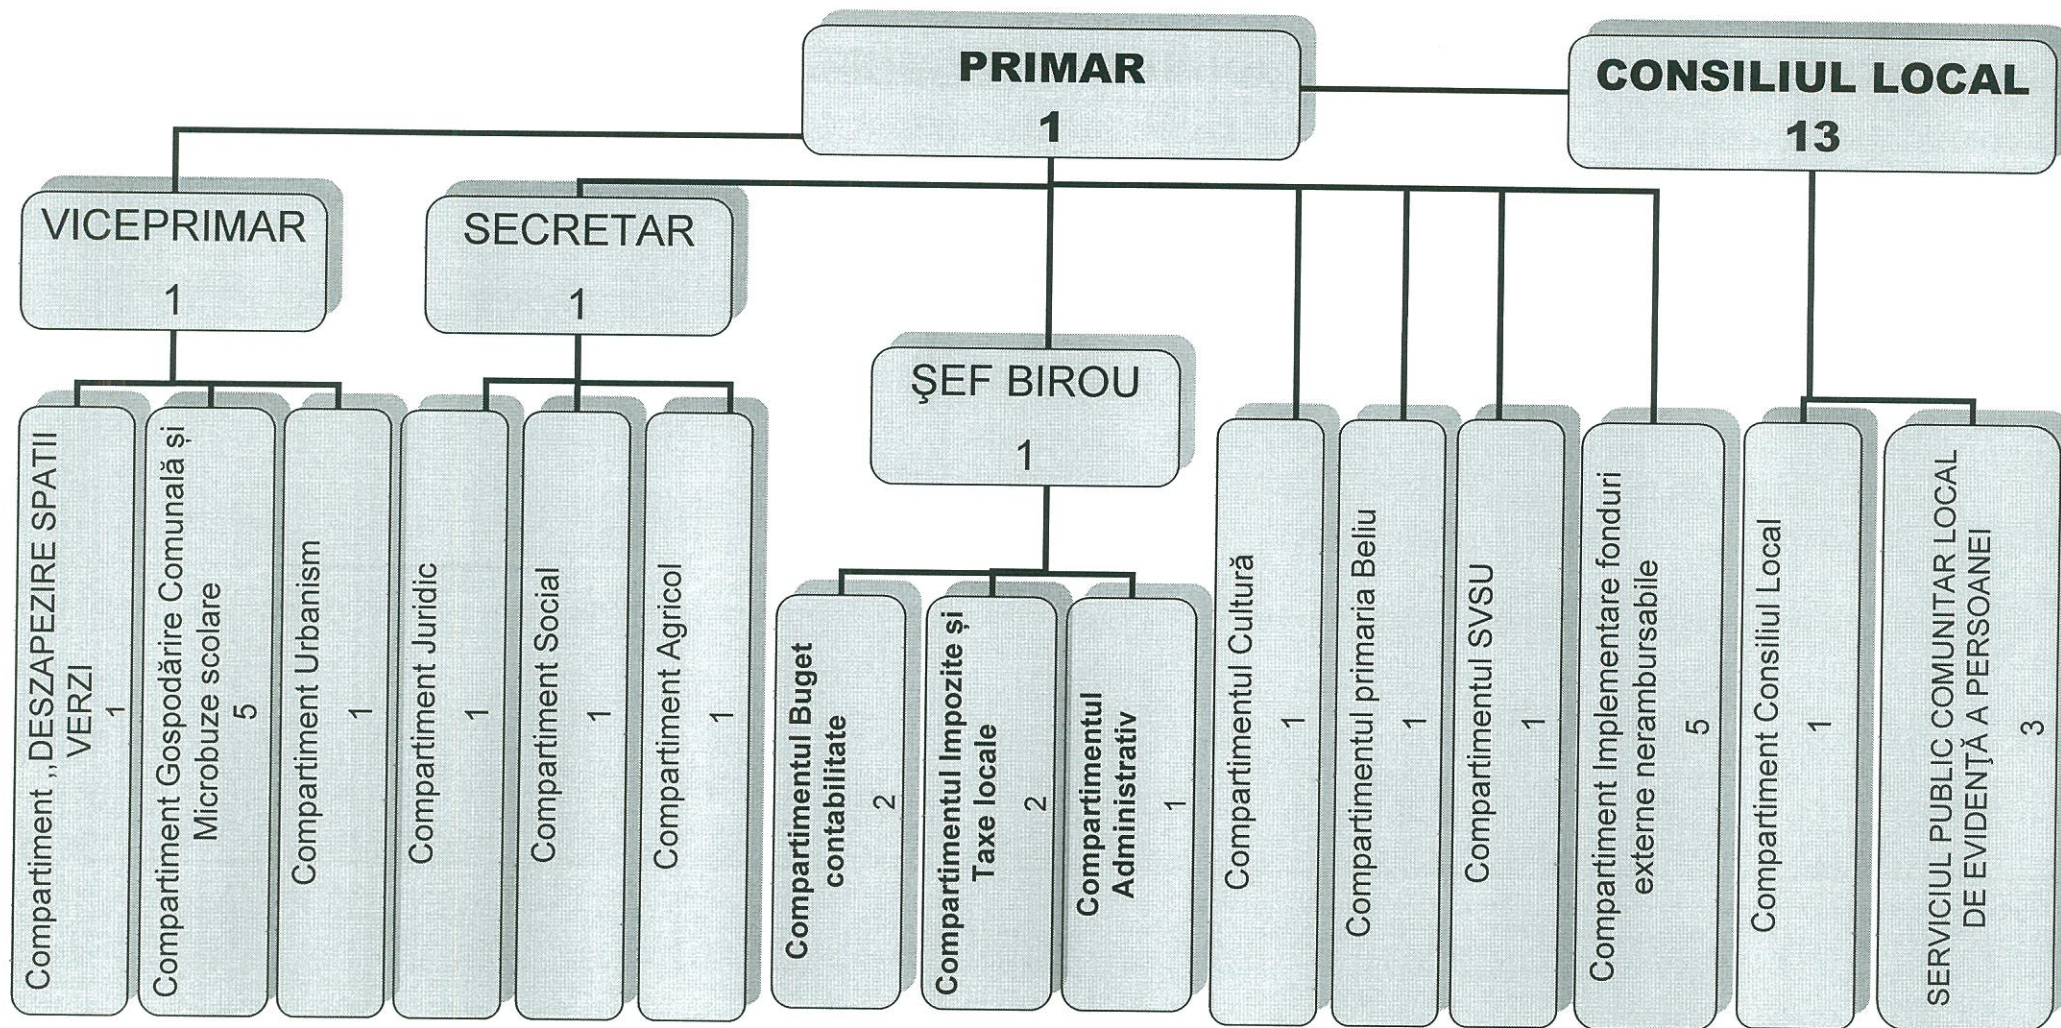 PRIMAR
1
CONSILIUL LOCAL
13
VICEPRIMAR
1
SECRETAR
1
ŞEF BIROU
1
Compartiment ,,DESZAPEZIRE SPATII
VERZI
1
Compartiment Gospodărire Comunală și
Microbuze scolare
5
Compartiment Urbanism
1
Compartiment Juridic
1
Compartiment Social
1
Compartiment Agricol
1
Compartimentul Buget
contabilitate
2
Compartimentul Impozite și
Taxe locale
2
Compartimentul
Administrativ
1
Compartimentul Cultură
1
Compartimentul primaria Beliu
1
Compartimentul SVSU
1
Compartiment Implementare fonduri
externe nerambursabile
5
Compartiment Consiliul Local
1
SERVICIUL PUBLIC COMUNITAR LOCAL
DE EVIDENŢĂ A PERSOANEI
3